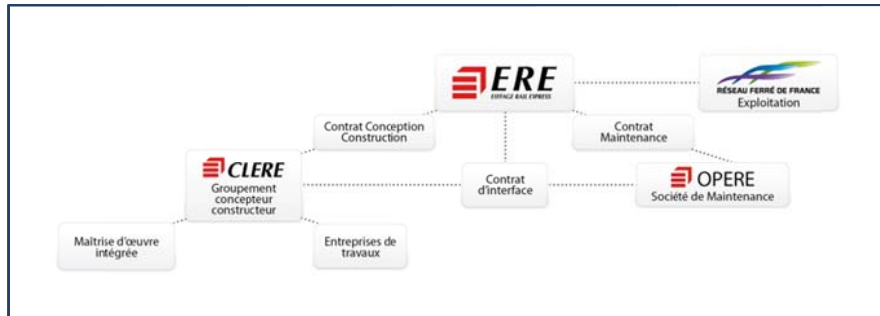 ERE
EIFFAGE RAIL EXPRESS
RÉSEAU FERRÉ DE FRANCE
Exploitation
Contrat Conception
Construction
Contrat
Maintenance
CLERE
Groupement
concepteur
constructeur
Contrat
d'interface
OPERE
Société de Maintenance
Maîtrise d'œuvre
intégrée
Entreprises de
travaux